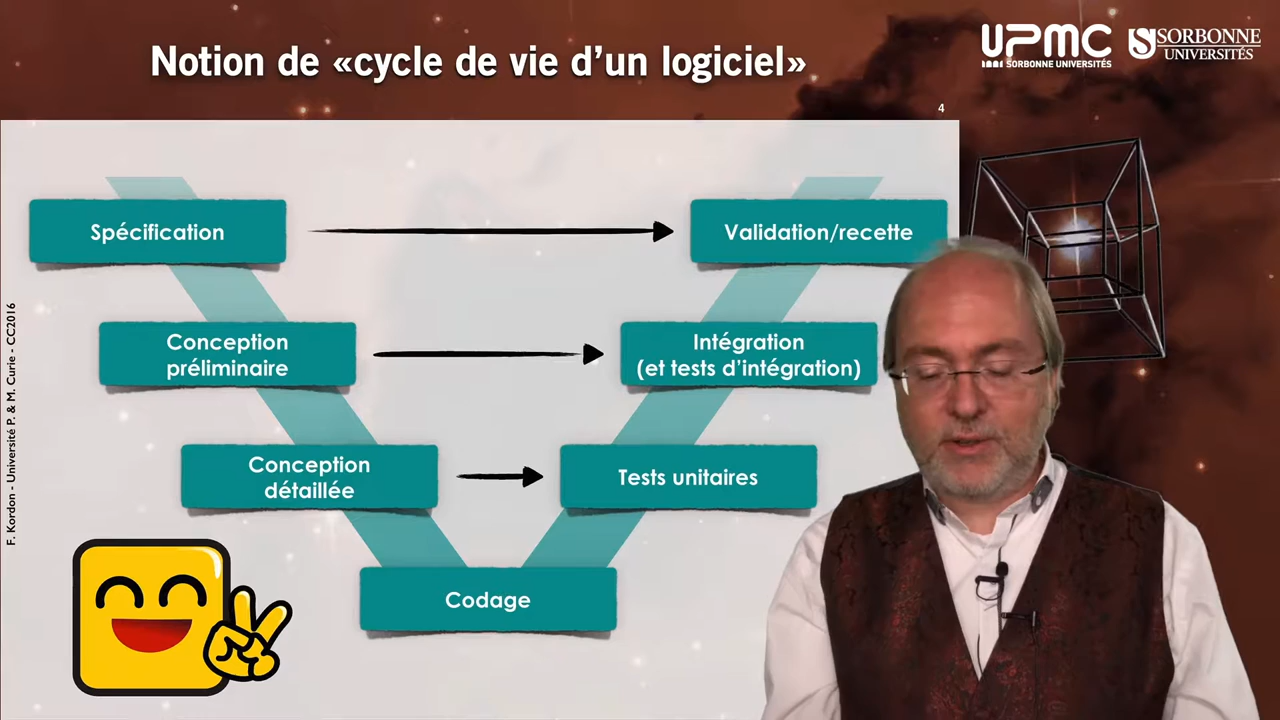 Notion de «cycle de vie d’un logiciel»
UPMC
SORBONNE UNIVERSITÉS
S SORBONNE
UNIVERSITÉS
4
Spécification
Validation/recette
Conception
préliminaire
Intégration
(et tests d’intégration)
Conception
détaillée
Tests unitaires
Codage
F. Kordon - Université P. & M. Curie - CC2016